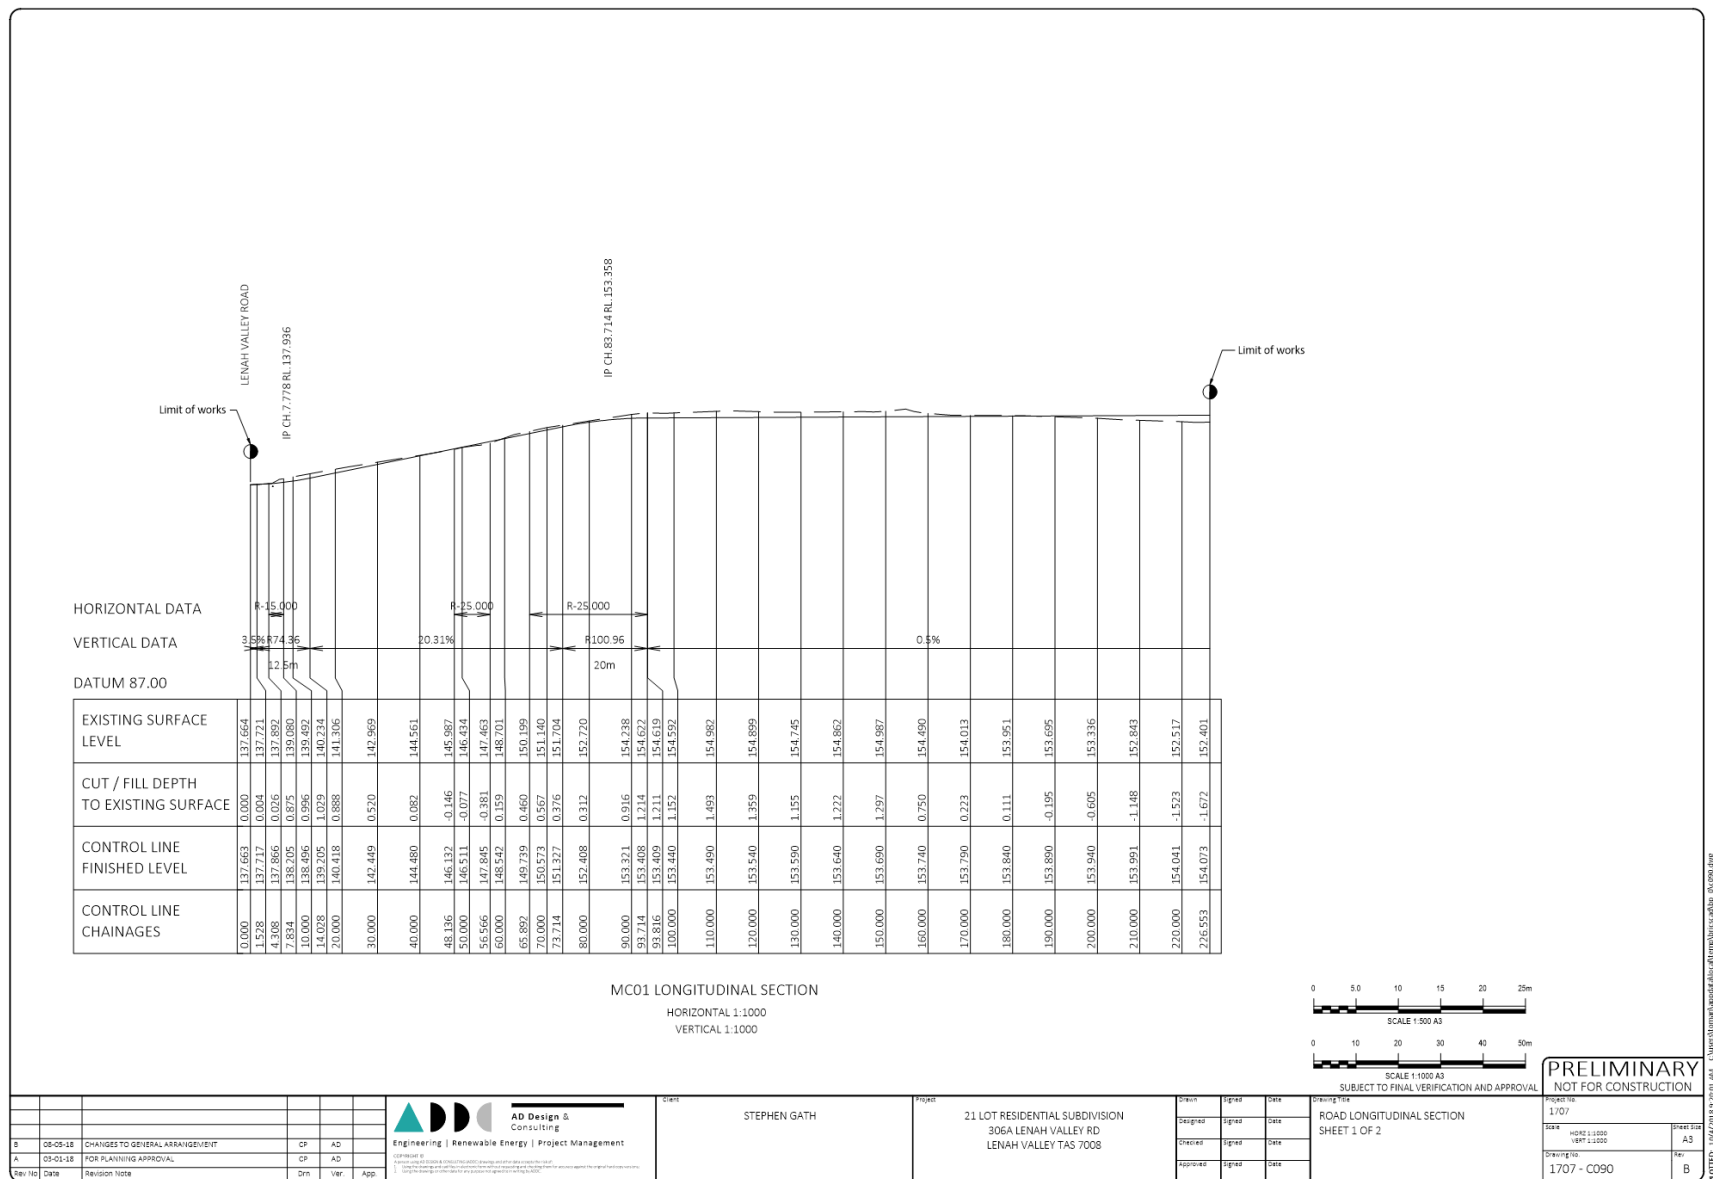 LENAH VALLEY ROAD
IP CH.7.778 RL.137.936
IP CH.83.714 RL.153.358
Limit of works
Limit of works
HORIZONTAL DATA
R-15.000
R-25.000
R-25.000
VERTICAL DATA
3.5%
R74.36
20.31%
R100.96
0.5%
12.5m
20m
DATUM 87.00
EXISTING SURFACE
LEVEL
137.664 137.721 137.892 139.080 139.492 140.234 141.306 142.969 144.561 145.987 146.434 147.463 148.701 150.199 151.140 151.704 152.720 154.238 154.622 154.619 154.592 154.982 154.899 154.745 154.862 154.987 154.490 154.013 153.951 153.695 153.336 152.843 152.517 152.401
CUT / FILL DEPTH
TO EXISTING SURFACE
0.000 0.004 0.026 0.875 0.996 1.029 0.888 0.520 0.082 -0.146 -0.077 -0.381 0.159 0.460 0.567 0.376 0.312 0.916 1.214 1.211 1.152 1.493 1.359 1.155 1.222 1.297 0.750 0.223 0.111 -0.195 -0.605 -1.148 -1.523 -1.672
CONTROL LINE
FINISHED LEVEL
137.663 137.717 137.866 138.205 138.496 139.205 140.418 142.449 144.480 146.132 146.511 147.845 148.542 149.739 150.573 151.327 152.408 153.321 153.408 153.409 153.440 153.490 153.540 153.590 153.640 153.690 153.740 153.790 153.840 153.890 153.940 153.991 154.041 154.073
CONTROL LINE
CHAINAGES
0.000 1.528 4.308 7.834 10.000 14.028 20.000 30.000 40.000 48.136 50.000 56.566 60.000 65.892 70.000 73.714 80.000 90.000 93.714 93.816 100.000 110.000 120.000 130.000 140.000 150.000 160.000 170.000 180.000 190.000 200.000 210.000 220.000 226.553
MC01 LONGITUDINAL SECTION
HORIZONTAL 1:1000
VERTICAL 1:1000
0 5.0 10 15 20 25m
SCALE 1:500 A3
0 10 20 30 40 50m
SCALE 1:1000 A3
SUBJECT TO FINAL VERIFICATION AND APPROVAL
PRELIMINARY
NOT FOR CONSTRUCTION
B 08-05-18 CHANGES TO GENERAL ARRANGEMENT CP AD
A 03-01-18 FOR PLANNING APPROVAL CP AD
Rev No Date Revision Note Drn Ver. App.
ADDC
AD Design &
Consulting
Engineering | Renewable Energy | Project Management
COPYRIGHT ©
Client
STEPHEN GATH
Project
21 LOT RESIDENTIAL SUBDIVISION
306A LENAH VALLEY RD
LENAH VALLEY TAS 7008
Drawn Signed Date
Designed Signed Date
Checked Signed Date
Approved Signed Date
Drawing Title
ROAD LONGITUDINAL SECTION
SHEET 1 OF 2
Project No.
1707
Scale
HORZ 1:1000
VERT 1:1000
Sheet Size
A3
Drawing No.
1707 - C090
Rev
B